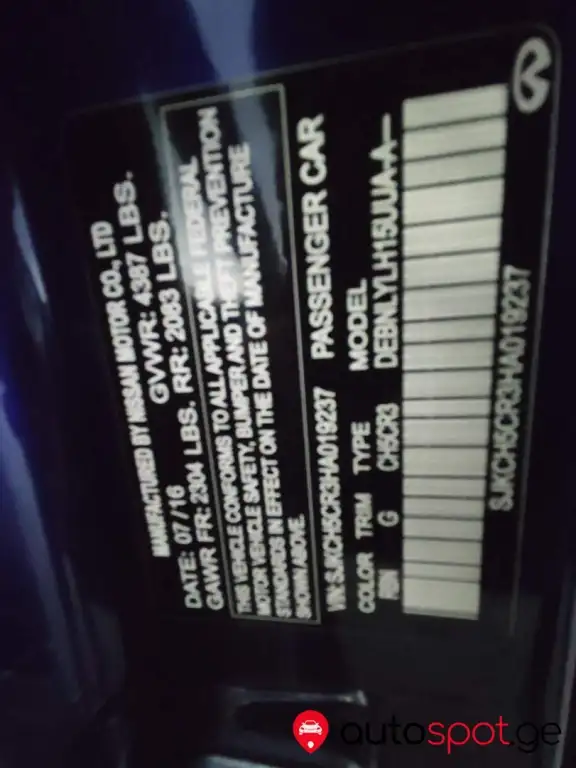 MANUFACTURED BY NISSAN MOTOR CO., LTD
DATE: 07/16 GVWR: 4387 LBS.
GAWR FR: 2304 LBS. RR: 2083 LBS.
THIS VEHICLE CONFORMS TO ALL APPLICABLE FEDERAL
MOTOR VEHICLE SAFETY, BUMPER AND THEFT PREVENTION
STANDARDS IN EFFECT ON THE DATE OF MANUFACTURE
SHOWN ABOVE.
VIN: SJKCH5CR3HA019237 PASSENGER CAR
COLOR TRIM TYPE MODEL
G CH5CR3 DEBNLYLH15UUA-A—
SJKCH5CR3HA019237
autospot.ge